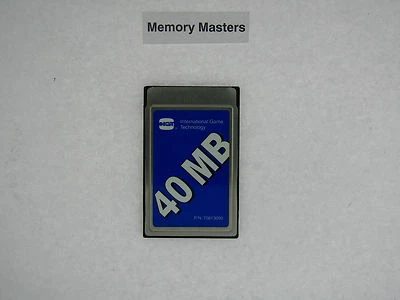 Memory Masters
International Game
Technology
40 MB